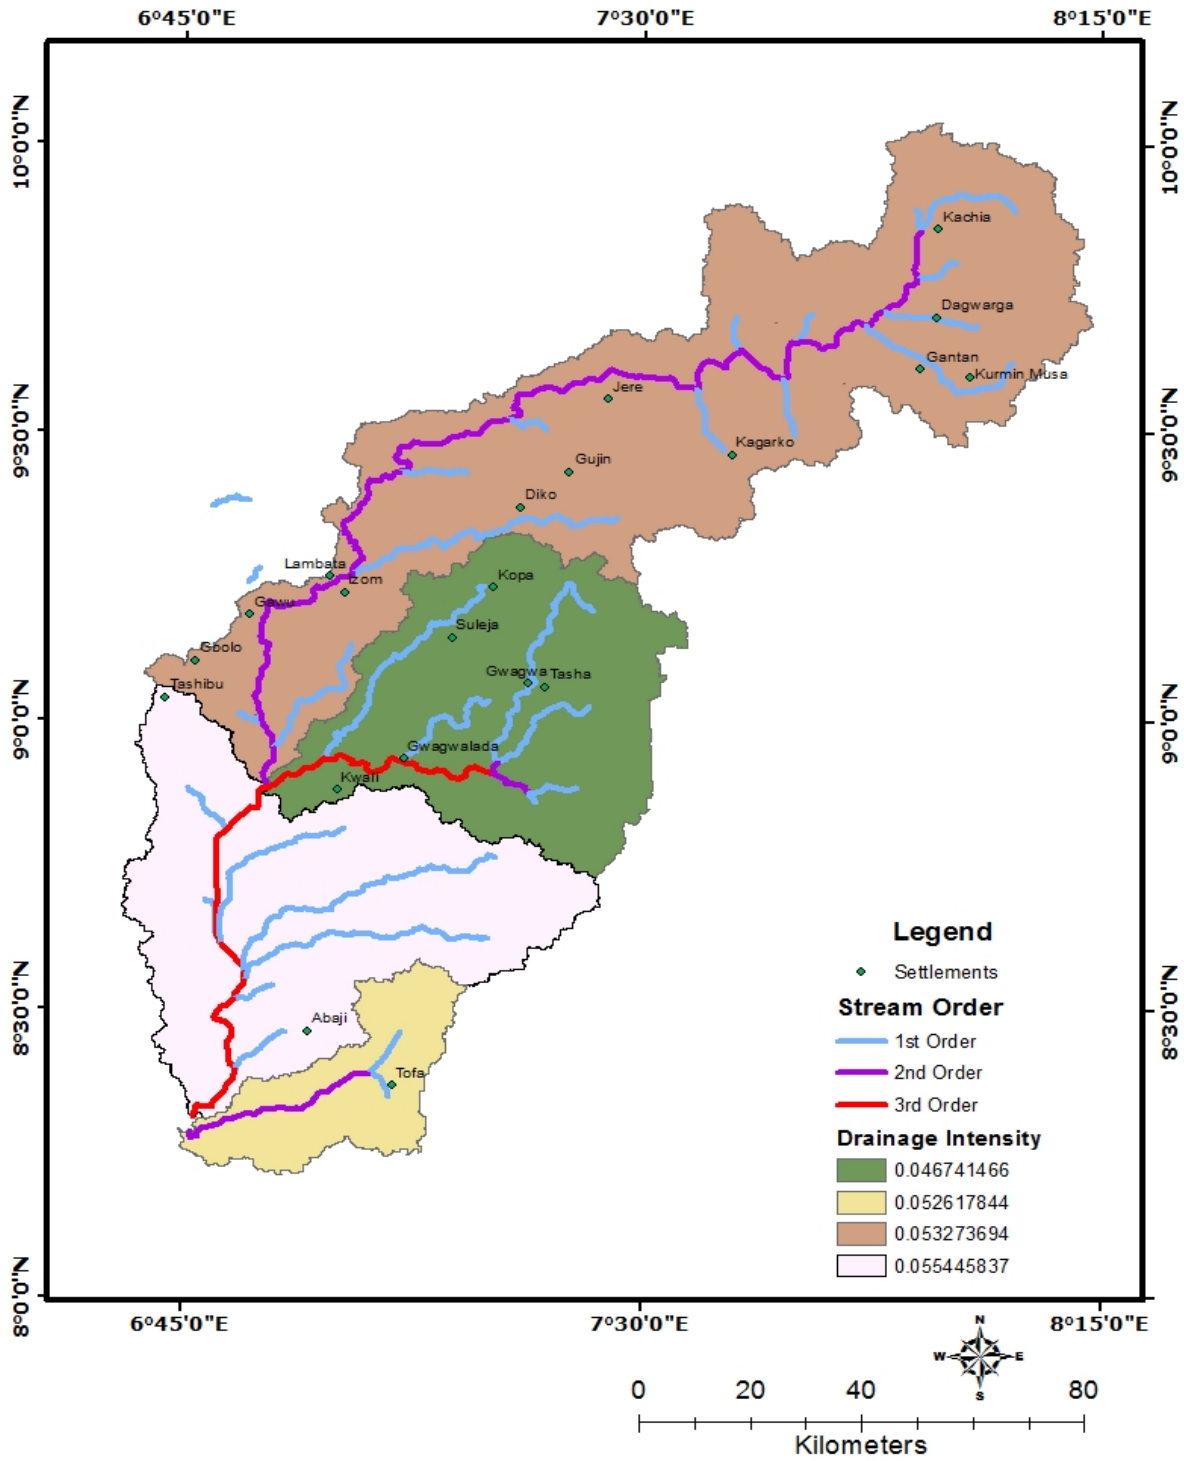 6°45'0"E 7°30'0"E 8°15'0"E
10°0'0"N 10°0'0"N
Kachia
Dagwarga
Gantan
Kurmin Musa
Jere
9°30'0"N 9°30'0"N
Kagarko
Gujin
Diko
Lambata
Izom
Kopa
Gawu
Suleja
Gbolo
Gwagwa Tasha
Tashibu
9°0'0"N 9°0'0"N
Gwagwalada
Kwali
Legend
Settlements
8°30'0"N 8°30'0"N
Stream Order
Abaji
1st Order
Tofa
2nd Order
3rd Order
Drainage Intensity
0.046741466
0.052617844
0.053273694
0.055445837
8°0'0"N
6°45'0"E 7°30'0"E 8°15'0"E
N
W E
S
0 20 40 80
Kilometers